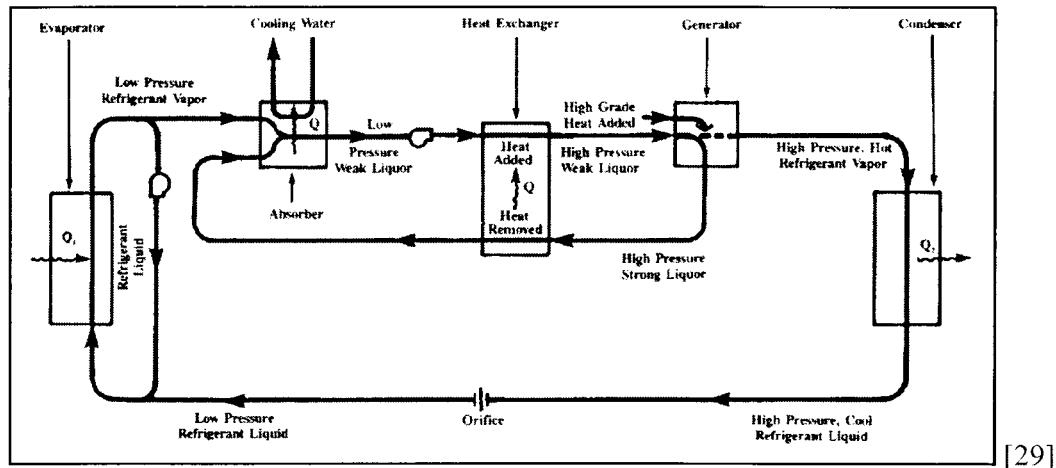 Evaporator
Cooling Water
Heat Exchanger
Generator
Condenser
Low Pressure
Refrigerant Vapor
Q
Low
Pressure
Weak Liquor
Absorber
Heat
Added
Q
Heat
Removed
High Grade
Heat Added
High Pressure
Weak Liquor
High Pressure, Hot
Refrigerant Vapor
High Pressure
Strong Liquor
Q₁
Refrigerant
Liquid
Q₂
Low Pressure
Refrigerant Liquid
Orifice
High Pressure, Cool
Refrigerant Liquid
[29]